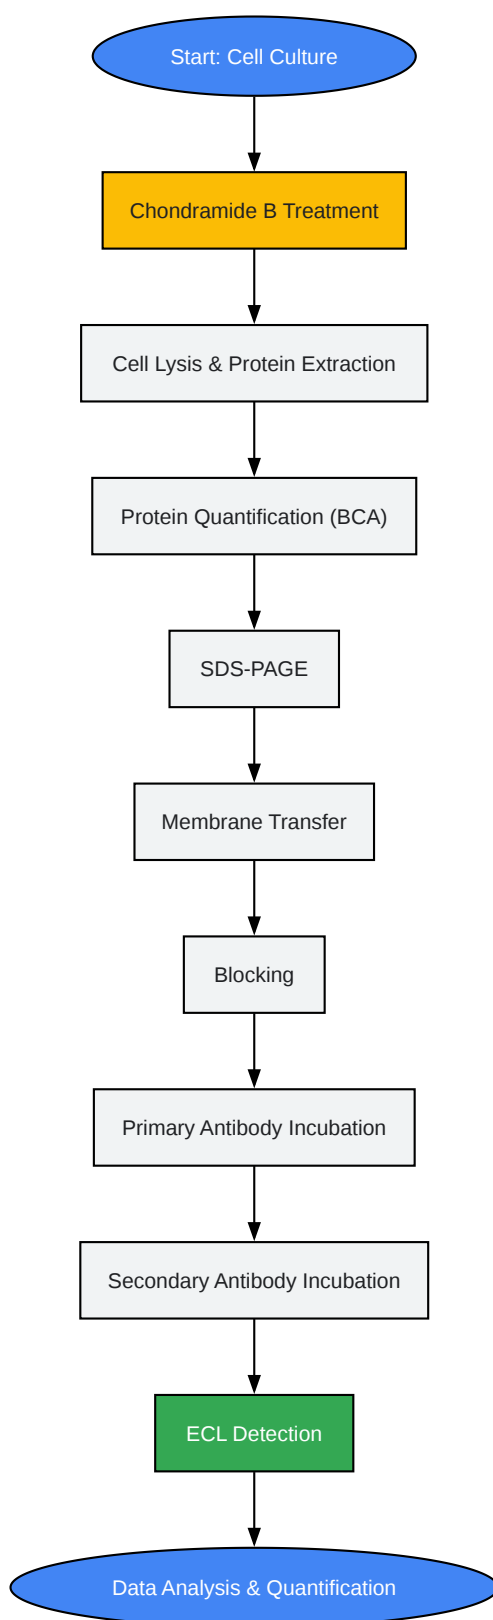 Start: Cell Culture
Chondramide B Treatment
Cell Lysis & Protein Extraction
Protein Quantification (BCA)
SDS-PAGE
Membrane Transfer
Blocking
Primary Antibody Incubation
Secondary Antibody Incubation
ECL Detection
Data Analysis & Quantification